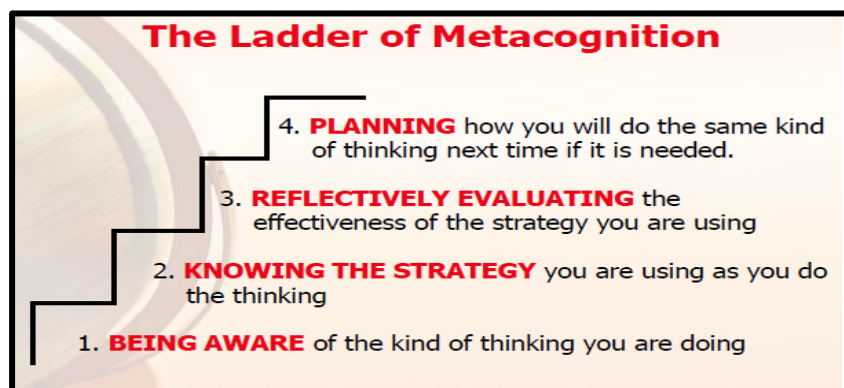 The Ladder of Metacognition
4. PLANNING how you will do the same kind
of thinking next time if it is needed.
3. REFLECTIVELY EVALUATING the
effectiveness of the strategy you are using
2. KNOWING THE STRATEGY you are using as you do
the thinking
1. BEING AWARE of the kind of thinking you are doing